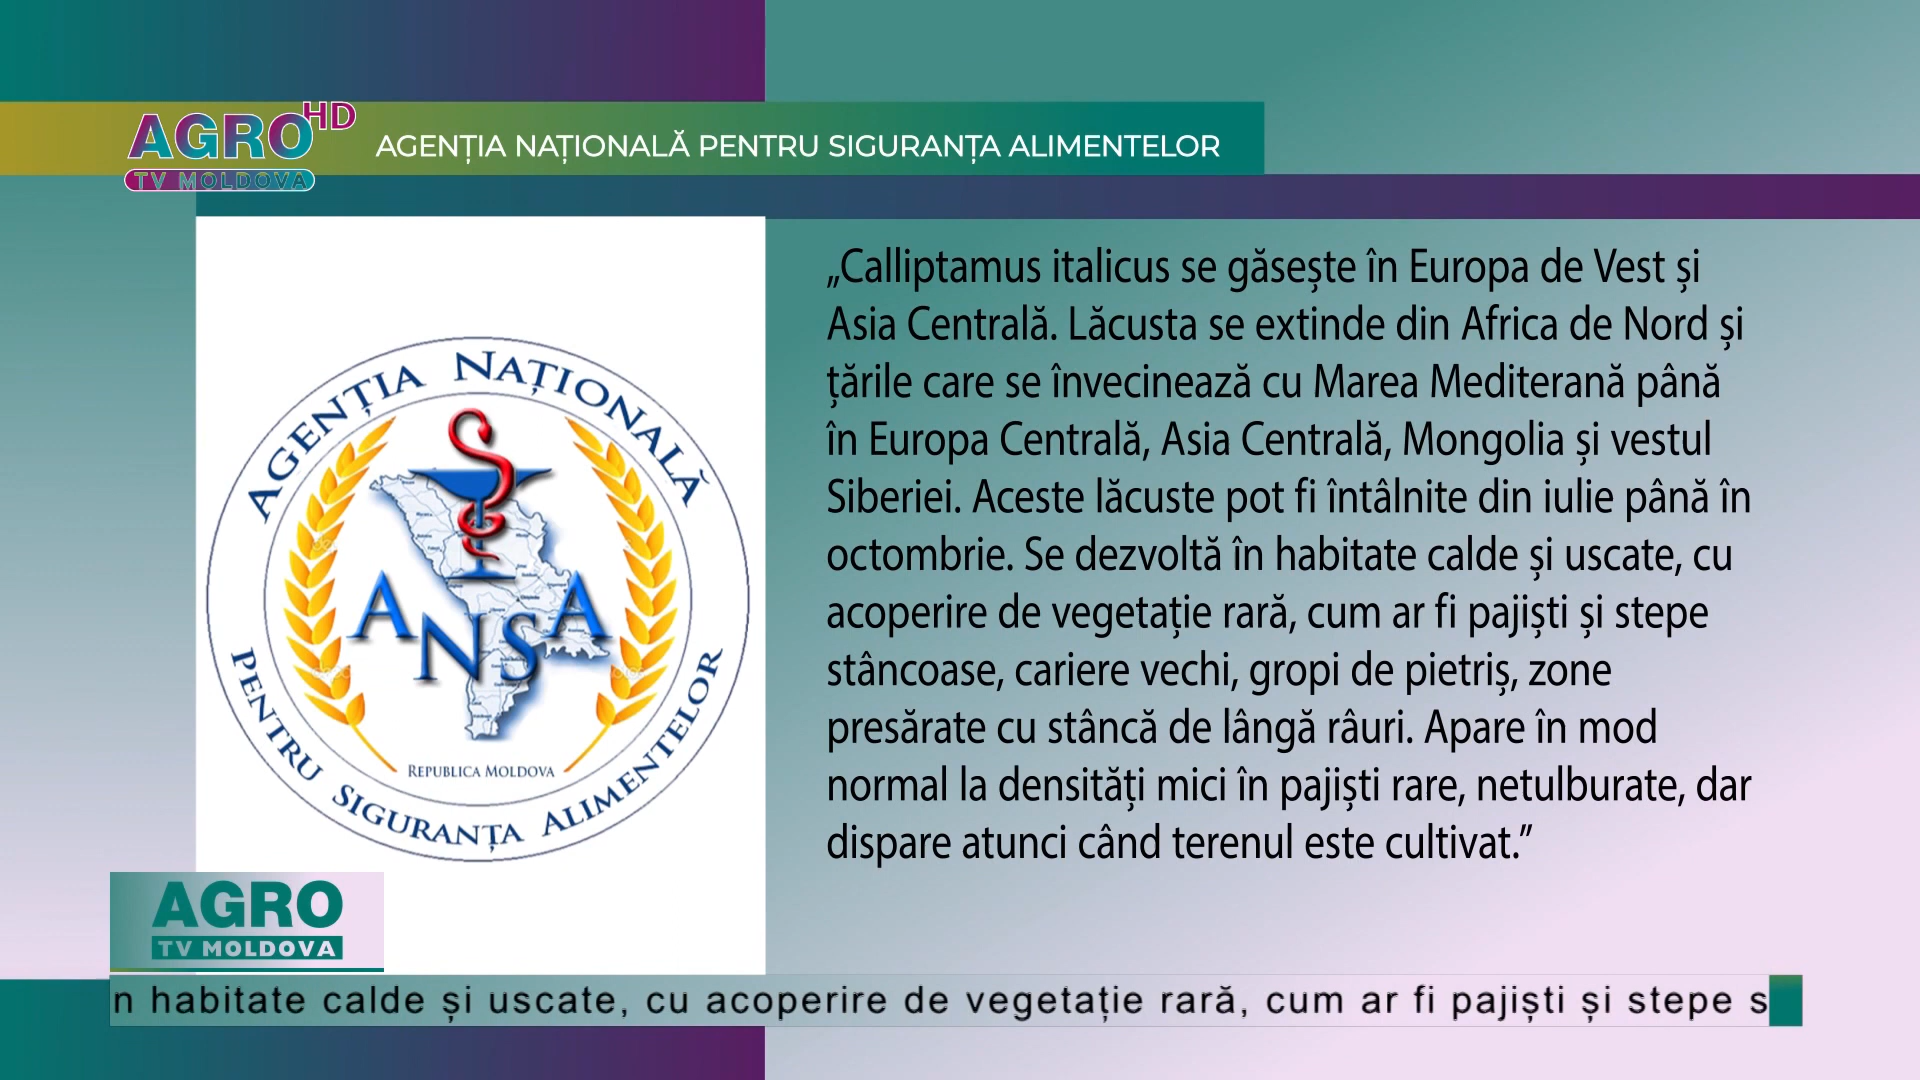 AGRO HD
TV MOLDOVA
AGENȚIA NAȚIONALĂ PENTRU SIGURANȚA ALIMENTELOR
„Calliptamus italicus se găsește în Europa de Vest și
Asia Centrală. Lăcusta se extinde din Africa de Nord și
țările care se învecinează cu Marea Mediterană până
în Europa Centrală, Asia Centrală, Mongolia și vestul
Siberiei. Aceste lăcuste pot fi întâlnite din iulie până în
octombrie. Se dezvoltă în habitate calde și uscate, cu
acoperire de vegetație rară, cum ar fi pajiști și stepe
stâncoase, cariere vechi, gropi de pietriș, zone
presărate cu stâncă de lângă râuri. Apare în mod
normal la densități mici în pajiști rare, netulburate, dar
dispare atunci când terenul este cultivat.”
AGENȚIA NAȚIONALĂ
ANSA
REPUBLICA MOLDOVA
PENTRU SIGURANȚA ALIMENTELOR
AGRO
TV MOLDOVA
n habitate calde și uscate, cu acoperire de vegetație rară, cum ar fi pajiști și stepe s